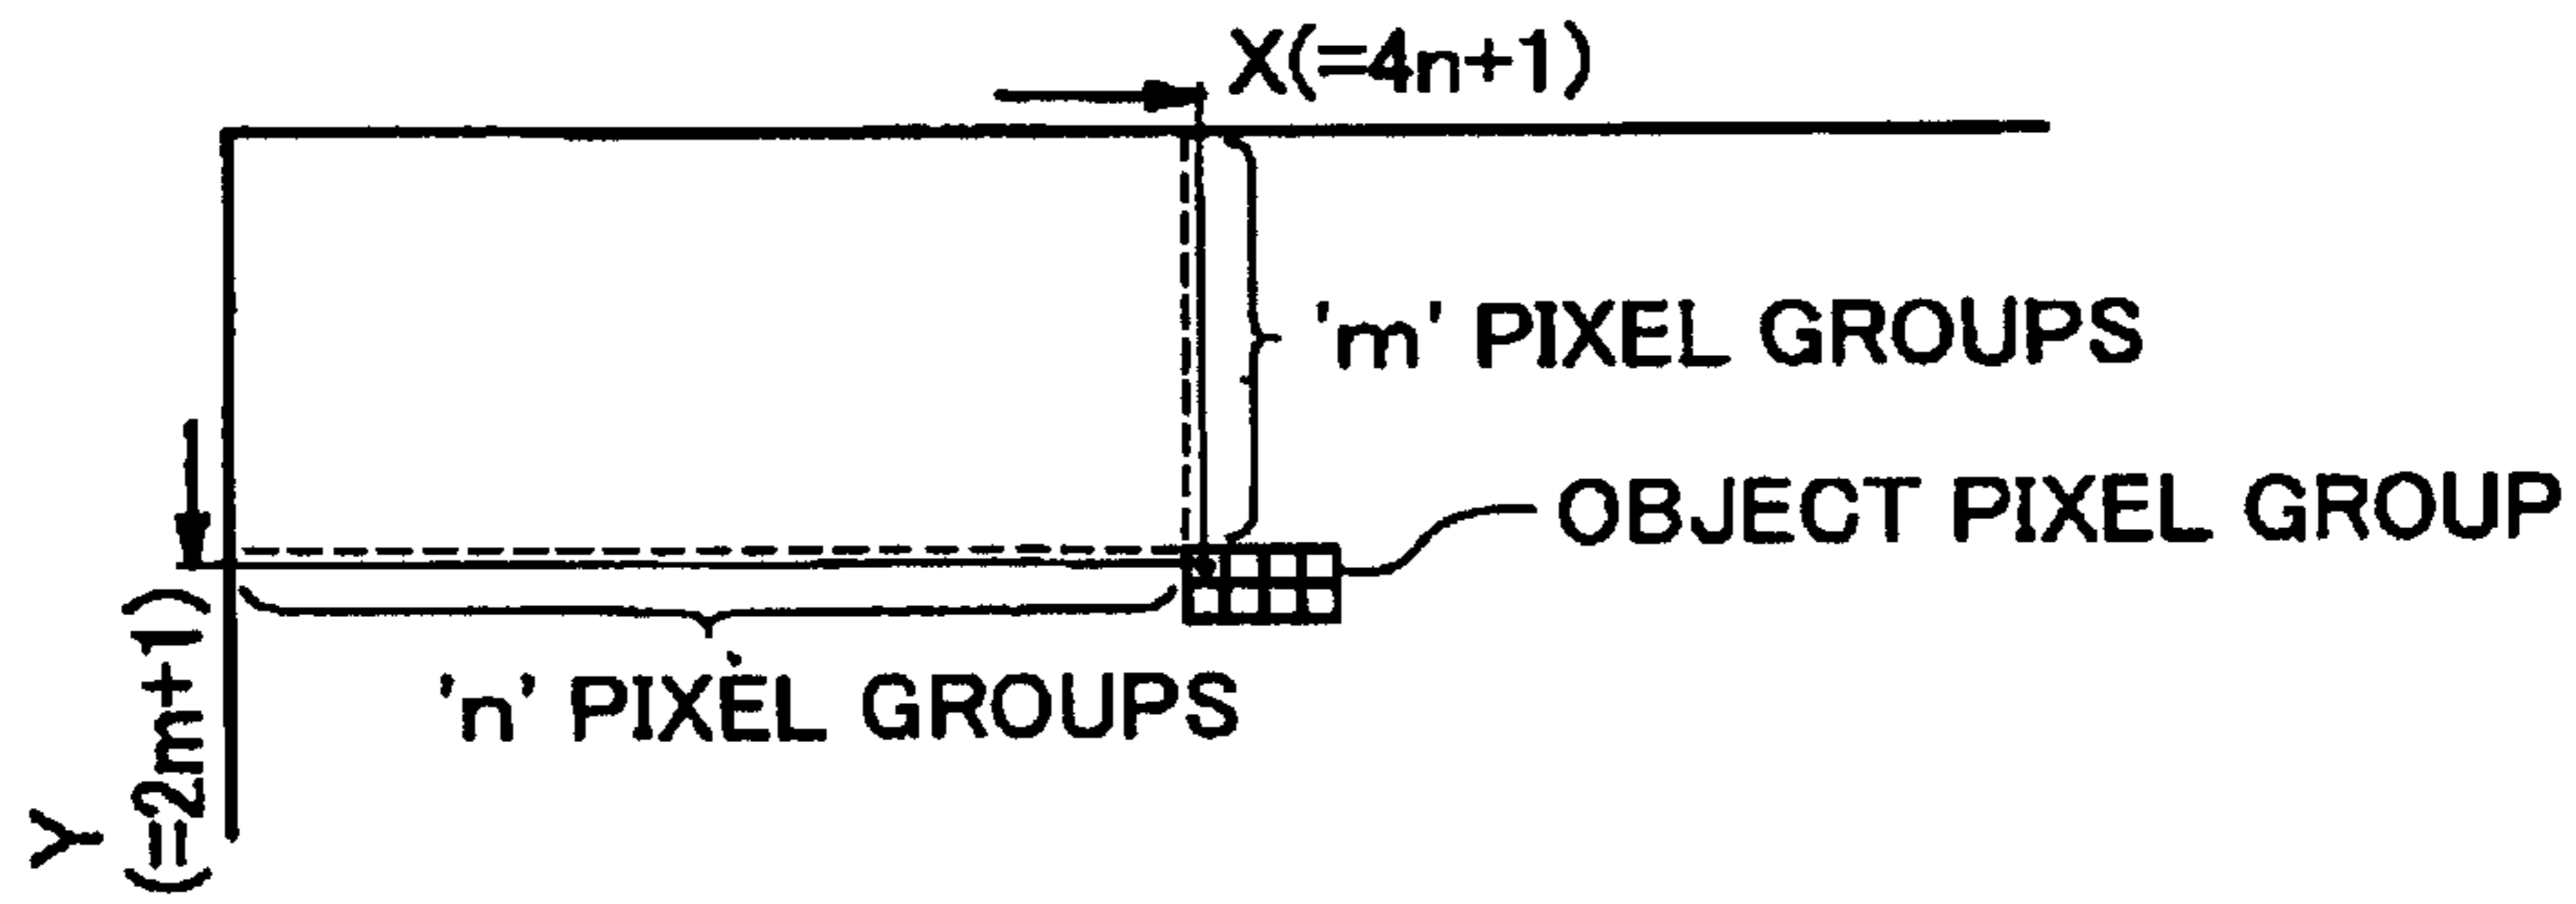 X(=4n+1)
'm' PIXEL GROUPS
OBJECT PIXEL GROUP
'n' PIXEL GROUPS
Y
(=2m+1)